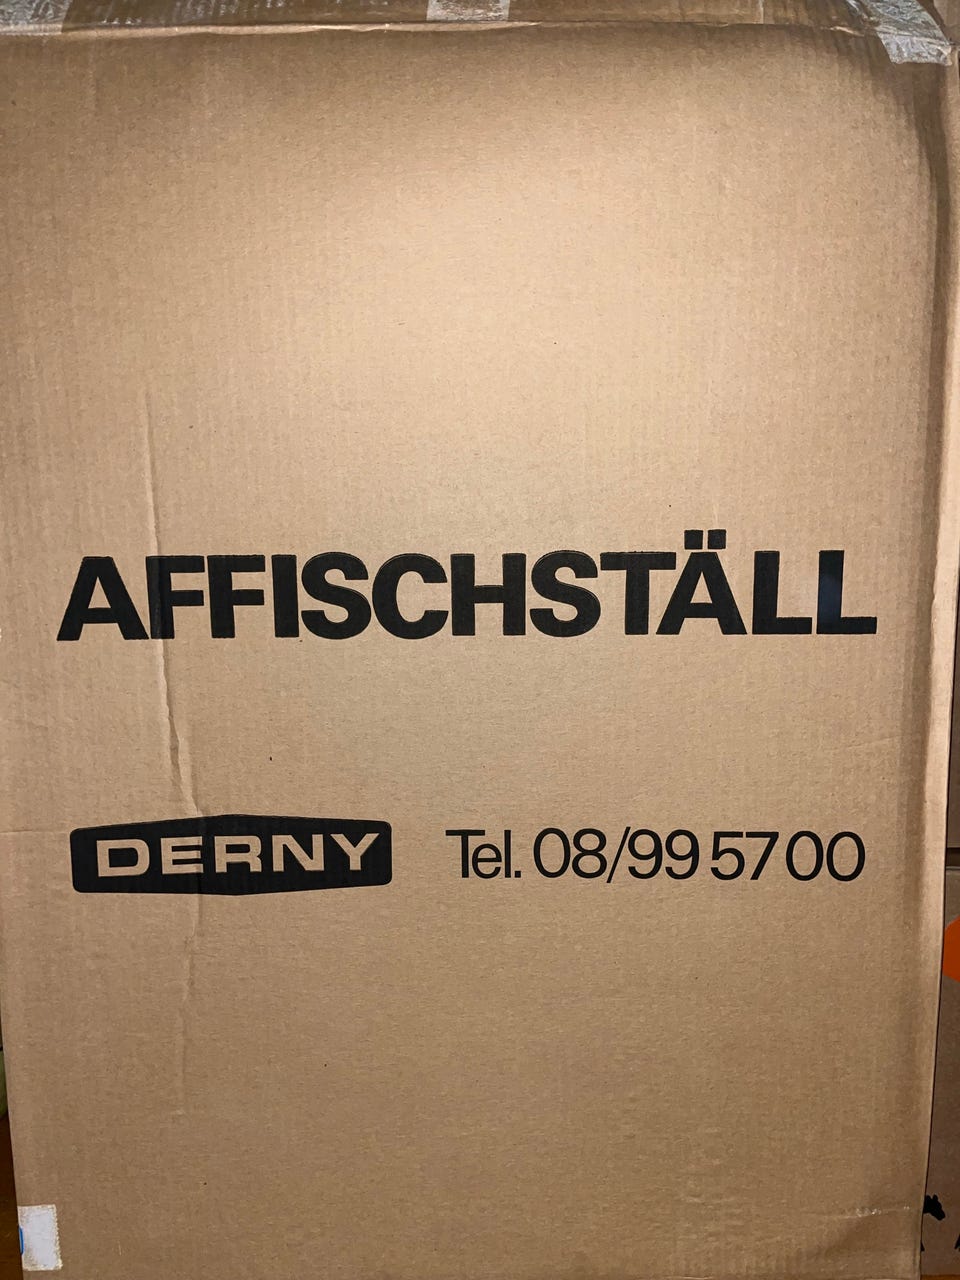 AFFISCHSTÄLL
DERNY Tel. 08/99 57 00